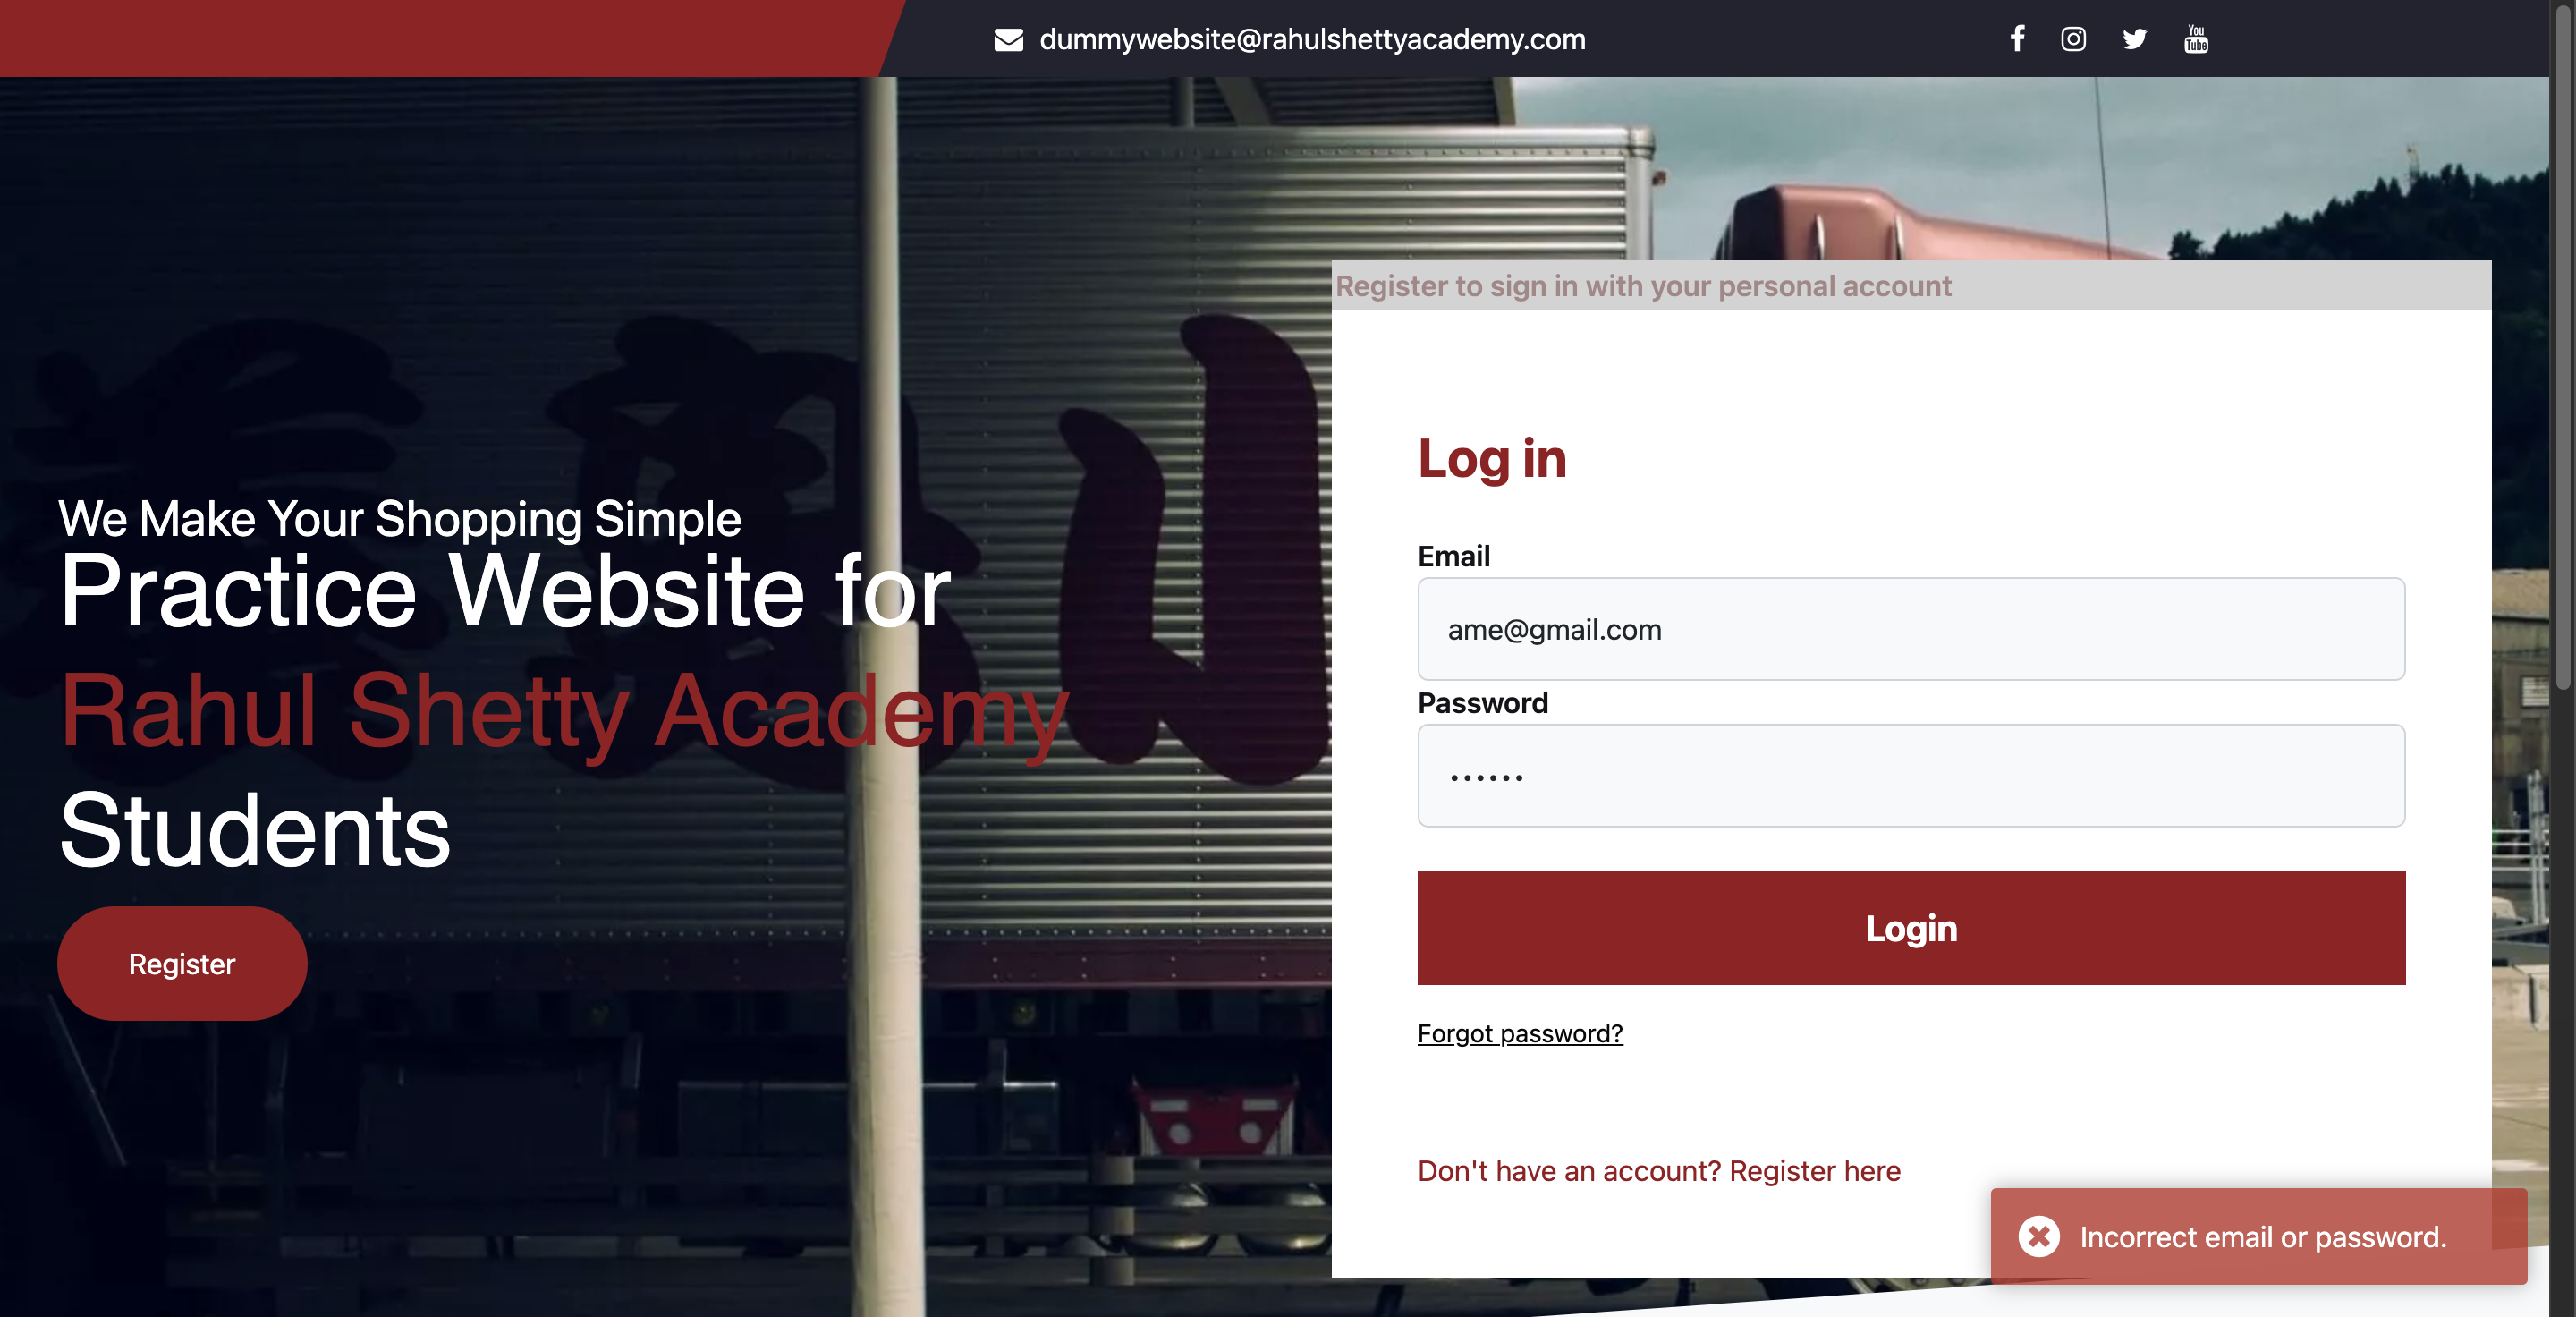 dummywebsite@rahulshettyacademy.com
You
Tube
Register to sign in with your personal account
We Make Your Shopping Simple
Practice Website for
Rahul Shetty Academy
Students
Register
Log in
Email
ame@gmail.com
Password
••••••
Login
Forgot password?
Don't have an account? Register here
Incorrect email or password.